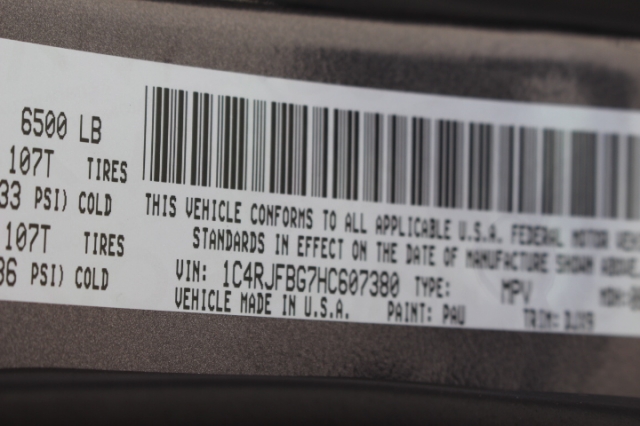 6500 LB
107T TIRES
33 PSI) COLD
107T TIRES
36 PSI) COLD
THIS VEHICLE CONFORMS TO ALL APPLICABLE U.S.A. FEDERAL MOTOR
STANDARDS IN EFFECT ON THE DATE OF MANUFACTURE SHOWN ABOVE.
VIN: 1C4RJFBG7HC607380 TYPE: MPV MDH:
VEHICLE MADE IN U.S.A. PAINT: PAU TRIM: